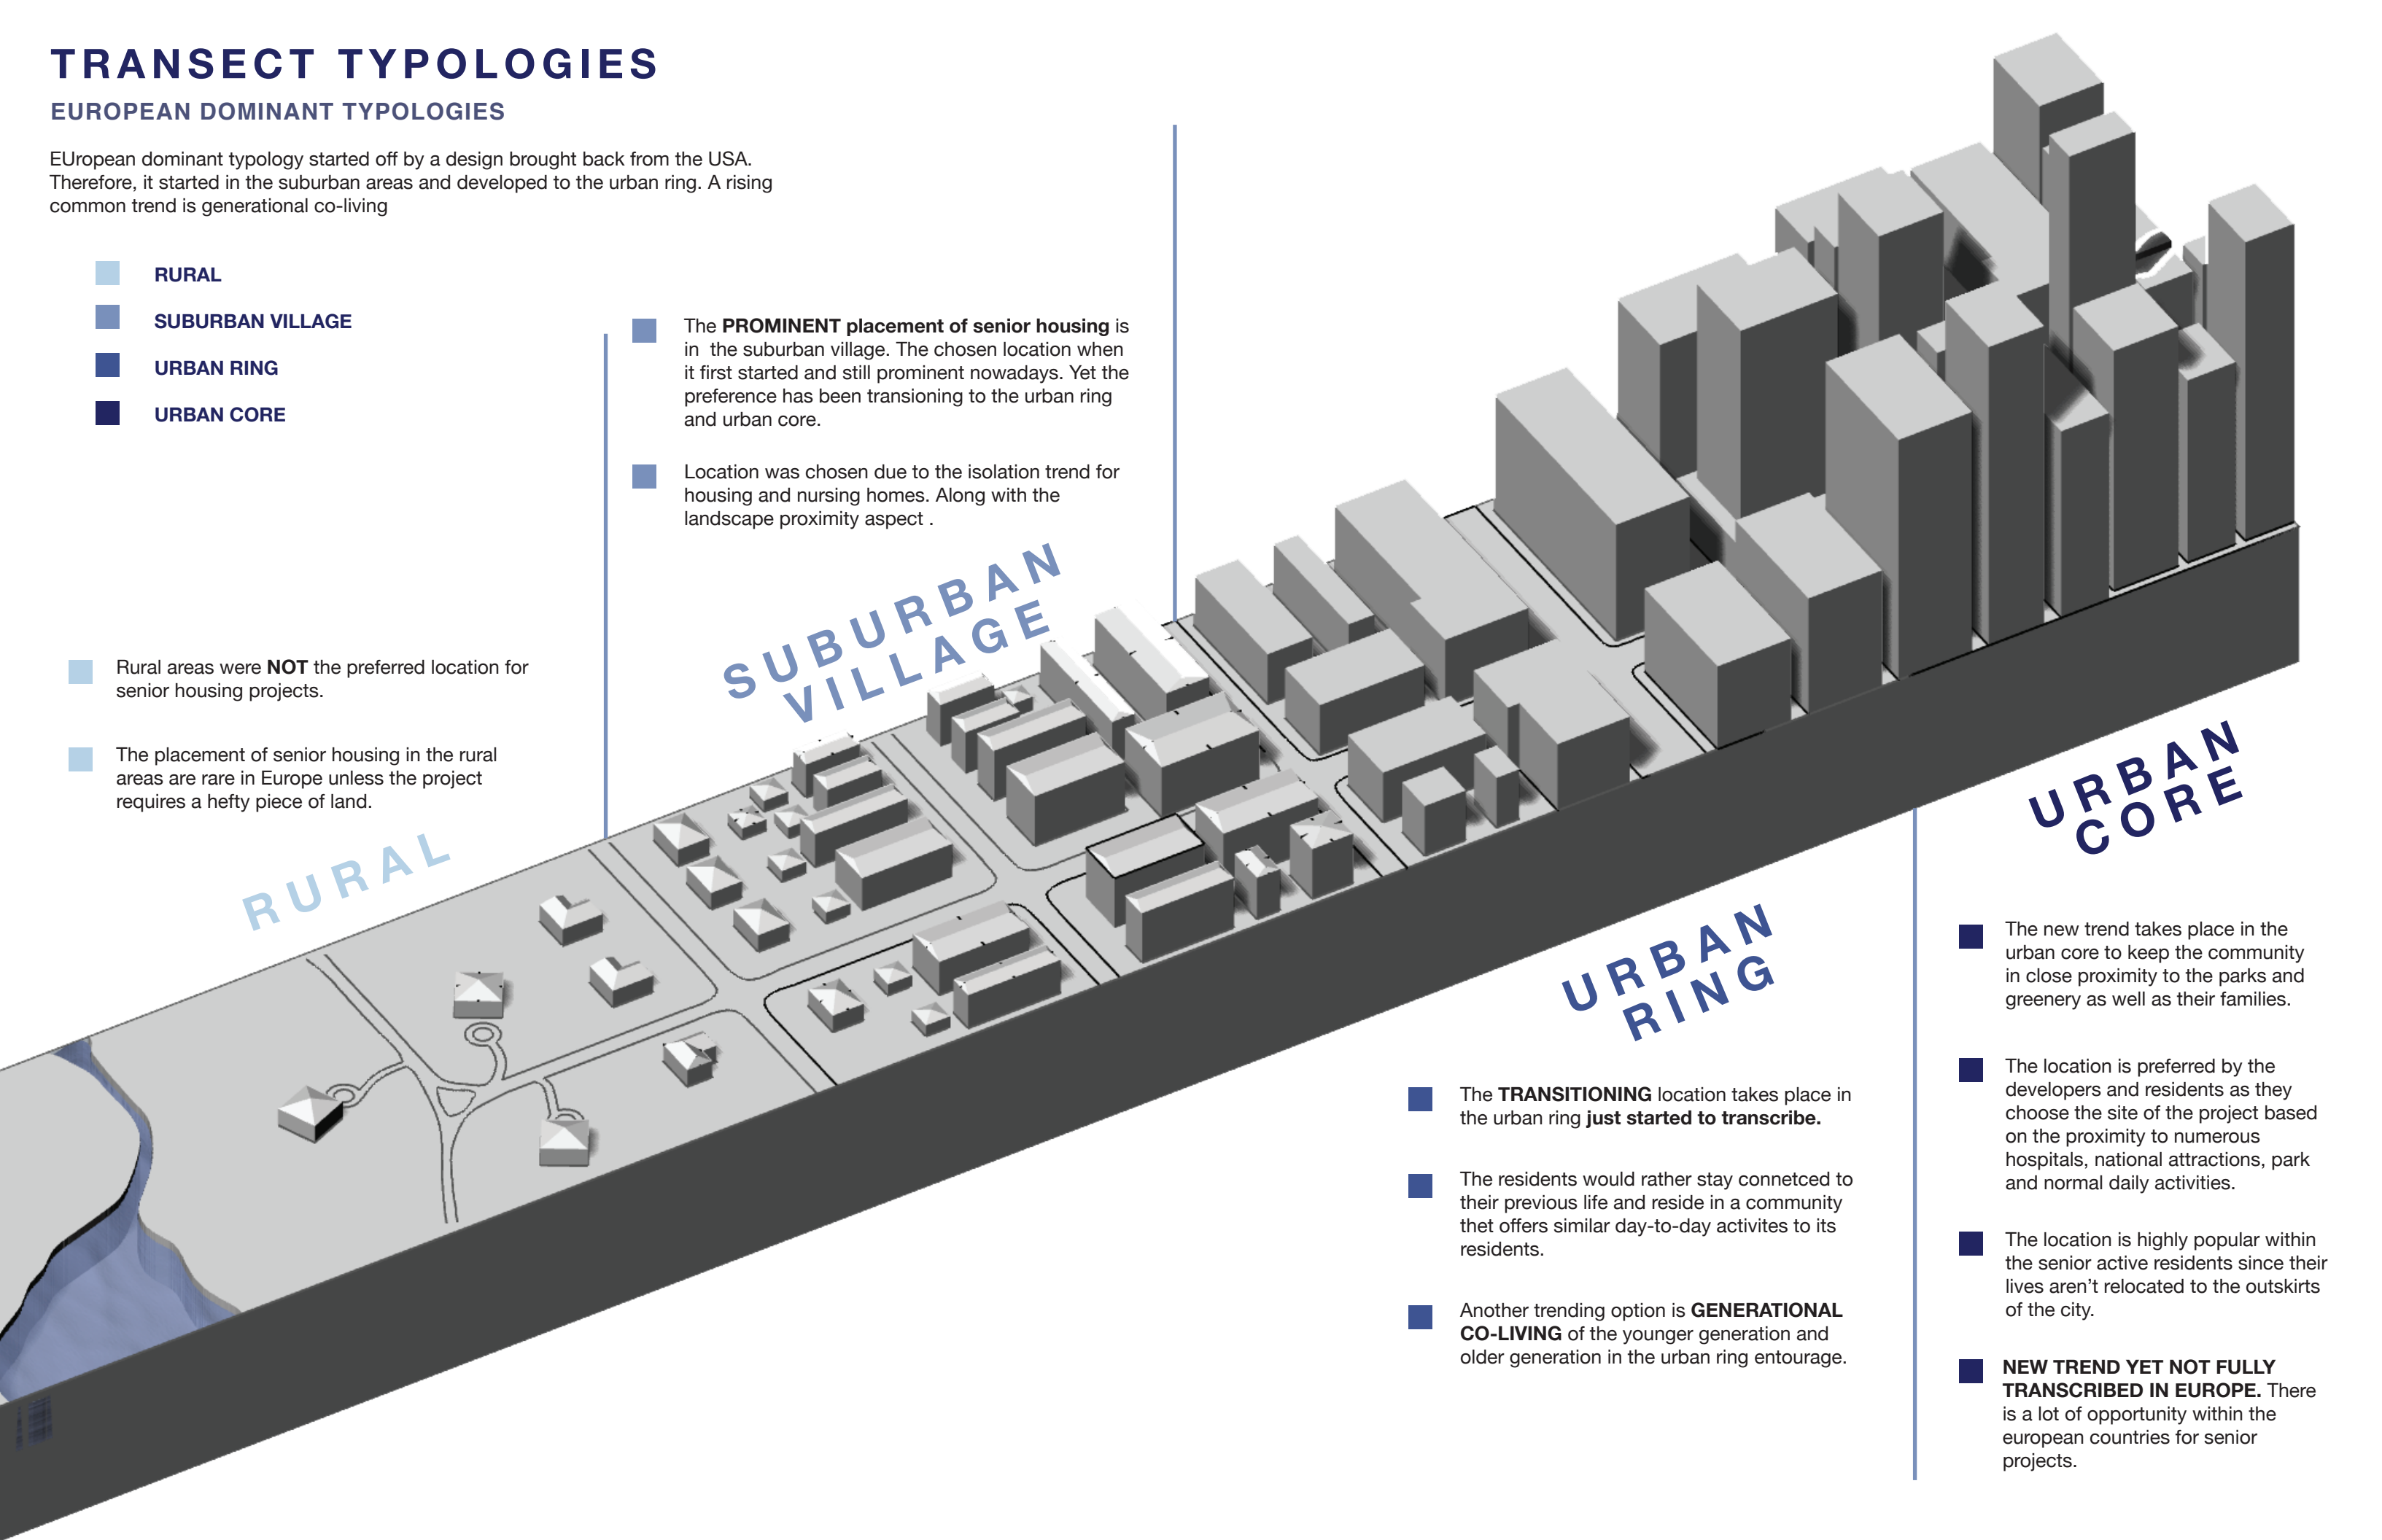 TRANSECT TYPOLOGIES
EUROPEAN DOMINANT TYPOLOGIES
EUropean dominant typology started off by a design brought back from the USA.
Therefore, it started in the suburban areas and developed to the urban ring. A rising
common trend is generational co-living
RURAL
SUBURBAN VILLAGE
URBAN RING
URBAN CORE
The PROMINENT placement of senior housing is
in the suburban village. The chosen location when
it first started and still prominent nowadays. Yet the
preference has been transioning to the urban ring
and urban core.
Location was chosen due to the isolation trend for
housing and nursing homes. Along with the
landscape proximity aspect .
SUBURBAN
VILLAGE
Rural areas were NOT the preferred location for
senior housing projects.
The placement of senior housing in the rural
areas are rare in Europe unless the project
requires a hefty piece of land.
RURAL
URBAN
CORE
URBAN
RING
The TRANSITIONING location takes place in
the urban ring just started to transcribe.
The residents would rather stay connetced to
their previous life and reside in a community
thet offers similar day-to-day activites to its
residents.
Another trending option is GENERATIONAL
CO-LIVING of the younger generation and
older generation in the urban ring entourage.
The new trend takes place in the
urban core to keep the community
in close proximity to the parks and
greenery as well as their families.
The location is preferred by the
developers and residents as they
choose the site of the project based
on the proximity to numerous
hospitals, national attractions, park
and normal daily activities.
The location is highly popular within
the senior active residents since their
lives aren’t relocated to the outskirts
of the city.
NEW TREND YET NOT FULLY
TRANSCRIBED IN EUROPE. There
is a lot of opportunity within the
european countries for senior
projects.